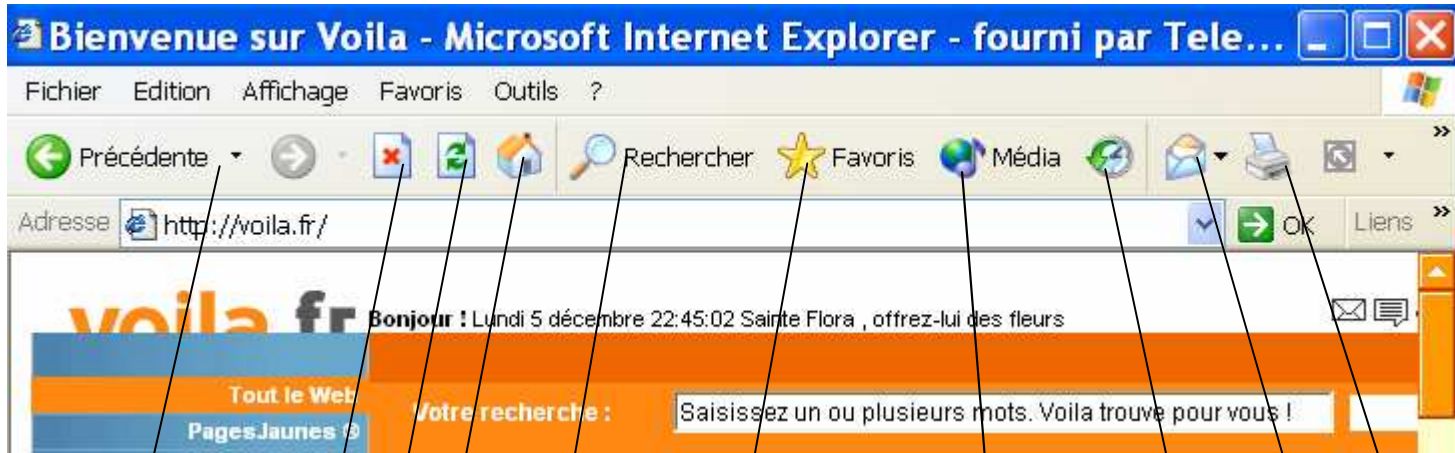 Bienvenue sur Voila - Microsoft Internet Explorer - fourni par Tele...
Fichier Edition Affichage Favoris Outils ?
Précédente Rechercher Favoris Média »
Adresse http://voila.fr/ OK Liens »
voila.fr Bonjour ! Lundi 5 décembre 22:45:02 Sainte Flora , offrez-lui des fleurs
Tout le Web
Votre recherche : Saisissez un ou plusieurs mots. Voila trouve pour vous !
PagesJaunes ®